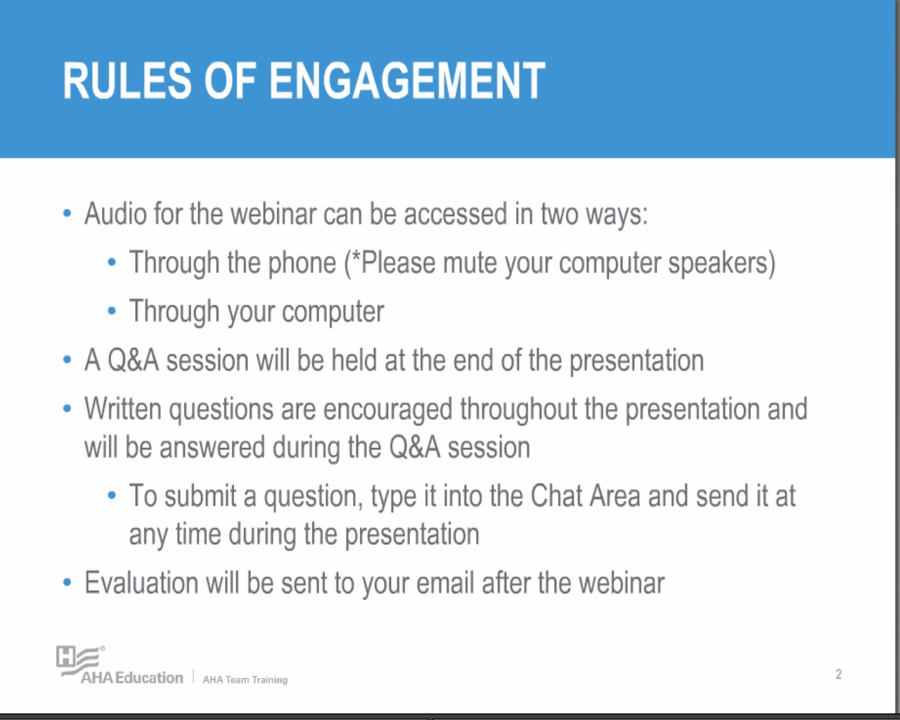 RULES OF ENGAGEMENT
• Audio for the webinar can be accessed in two ways:
• Through the phone (*Please mute your computer speakers)
• Through your computer
• A Q&A session will be held at the end of the presentation
• Written questions are encouraged throughout the presentation and
will be answered during the Q&A session
• To submit a question, type it into the Chat Area and send it at
any time during the presentation
• Evaluation will be sent to your email after the webinar
H
AHA Education | AHA Team Training
2